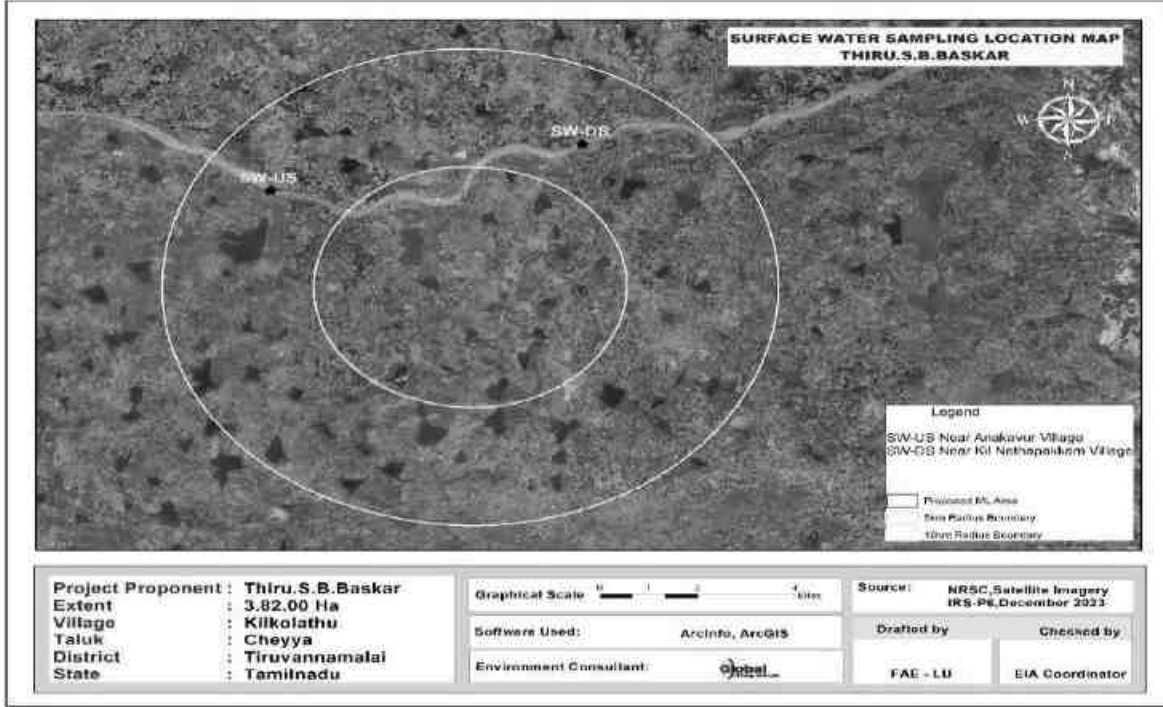 SURFACE WATER SAMPLING LOCATION MAP
THIRU.S.B.BASKAR
N
W
E
SW-DS
SW-US
Legend
SW-US Near Anakavur Village
SW-DS Near Kil Nethapakkam Village
Proposed ML Area
5km Radius Boundary
10km Radius Boundary
Project Proponent : Thiru.S.B.Baskar
Extent : 3.82.00 Ha
Village : Kilkolathu
Taluk : Cheyya
District : Tiruvannamalai
State : Tamilnadu
Graphical Scale 0 1 2 4
Software Used: ArcInfo, ArcGIS
Environment Consultant: Global
Source: NRSC,Satellite Imagery
IRS-P6,December 2023
Drafted by Checked by
FAE - LU EIA Coordinator